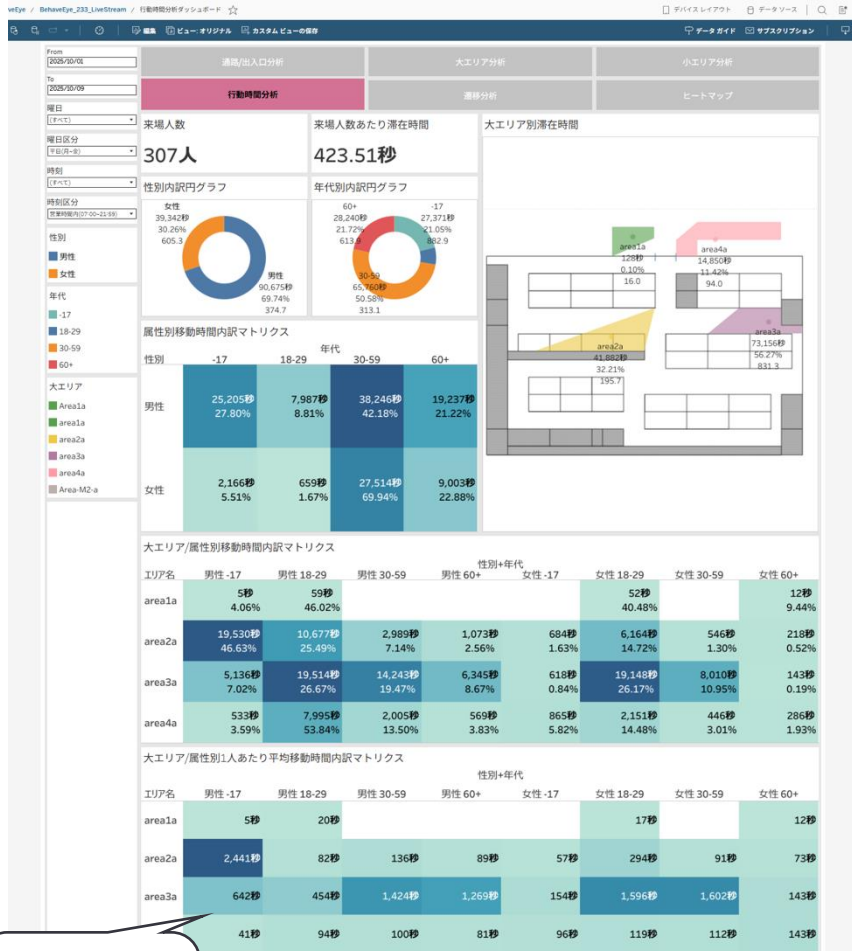 veEye / BehaveEye_233_LiveStream / 行動時間分析ダッシュボード ☆
デバイス レイアウト データ ソース
編集 ビュー: オリジナル カスタム ビューの保存
データ ガイド サブスクリプション
From
2025/10/01
To
2025/10/09
曜日
(すべて)
曜日区分
平日(月~金)
時刻
(すべて)
時刻区分
営業時間内(07:00~21:59)
性別
男性
女性
年代
-17
18-29
30-59
60+
大エリア
Area1a
area1a
area2a
area3a
area4a
Area-M2-a
通路/出入口分析 大エリア分析 小エリア分析
行動時間分析 遷移分析 ヒートマップ
来場人数
307人
来場人数あたり滞在時間
423.51秒
性別内訳円グラフ
女性
39,342秒
30.26%
605.3
男性
90,675秒
69.74%
374.7
年代別内訳円グラフ
60+
28,240秒
21.72%
613.9
-17
27,371秒
21.05%
882.9
30-59
65,760秒
50.58%
313.1
大エリア別滞在時間
area1a
128秒
0.10%
16.0
area4a
14,850秒
11.42%
94.0
area2a
41,882秒
32.21%
195.7
area3a
73,156秒
56.27%
831.3
属性別移動時間内訳マトリクス
年代
性別 -17 18-29 30-59 60+
男性 25,205秒 7,987秒 38,246秒 19,237秒
27.80% 8.81% 42.18% 21.22%
女性 2,166秒 659秒 27,514秒 9,003秒
5.51% 1.67% 69.94% 22.88%
大エリア/属性別移動時間内訳マトリクス
性別+年代
エリア名 男性 -17 男性 18-29 男性 30-59 男性 60+ 女性 -17 女性 18-29 女性 30-59 女性 60+
area1a 5秒 59秒 52秒 12秒
4.06% 46.02% 40.48% 9.44%
area2a 19,530秒 10,677秒 2,989秒 1,073秒 684秒 6,164秒 546秒 218秒
46.63% 25.49% 7.14% 2.56% 1.63% 14.72% 1.30% 0.52%
area3a 5,136秒 19,514秒 14,243秒 6,345秒 618秒 19,148秒 8,010秒 143秒
7.02% 26.67% 19.47% 8.67% 0.84% 26.17% 10.95% 0.19%
area4a 533秒 7,995秒 2,005秒 569秒 865秒 2,151秒 446秒 286秒
3.59% 53.84% 13.50% 3.83% 5.82% 14.48% 3.01% 1.93%
大エリア/属性別1人あたり平均移動時間内訳マトリクス
性別+年代
エリア名 男性 -17 男性 18-29 男性 30-59 男性 60+ 女性 -17 女性 18-29 女性 30-59 女性 60+
area1a 5秒 20秒 17秒 12秒
area2a 2,441秒 82秒 136秒 89秒 57秒 294秒 91秒 73秒
area3a 642秒 454秒 1,424秒 1,269秒 154秒 1,596秒 1,602秒 143秒
41秒 94秒 100秒 81秒 96秒 119秒 112秒 143秒